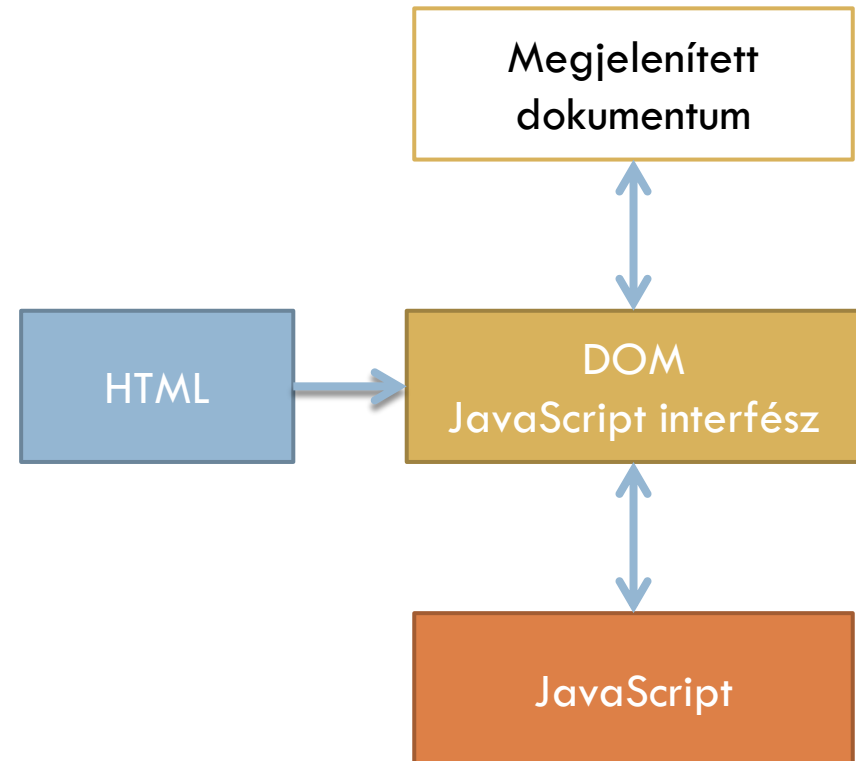 Megjelenített
dokumentum
HTML
DOM
JavaScript interfész
JavaScript